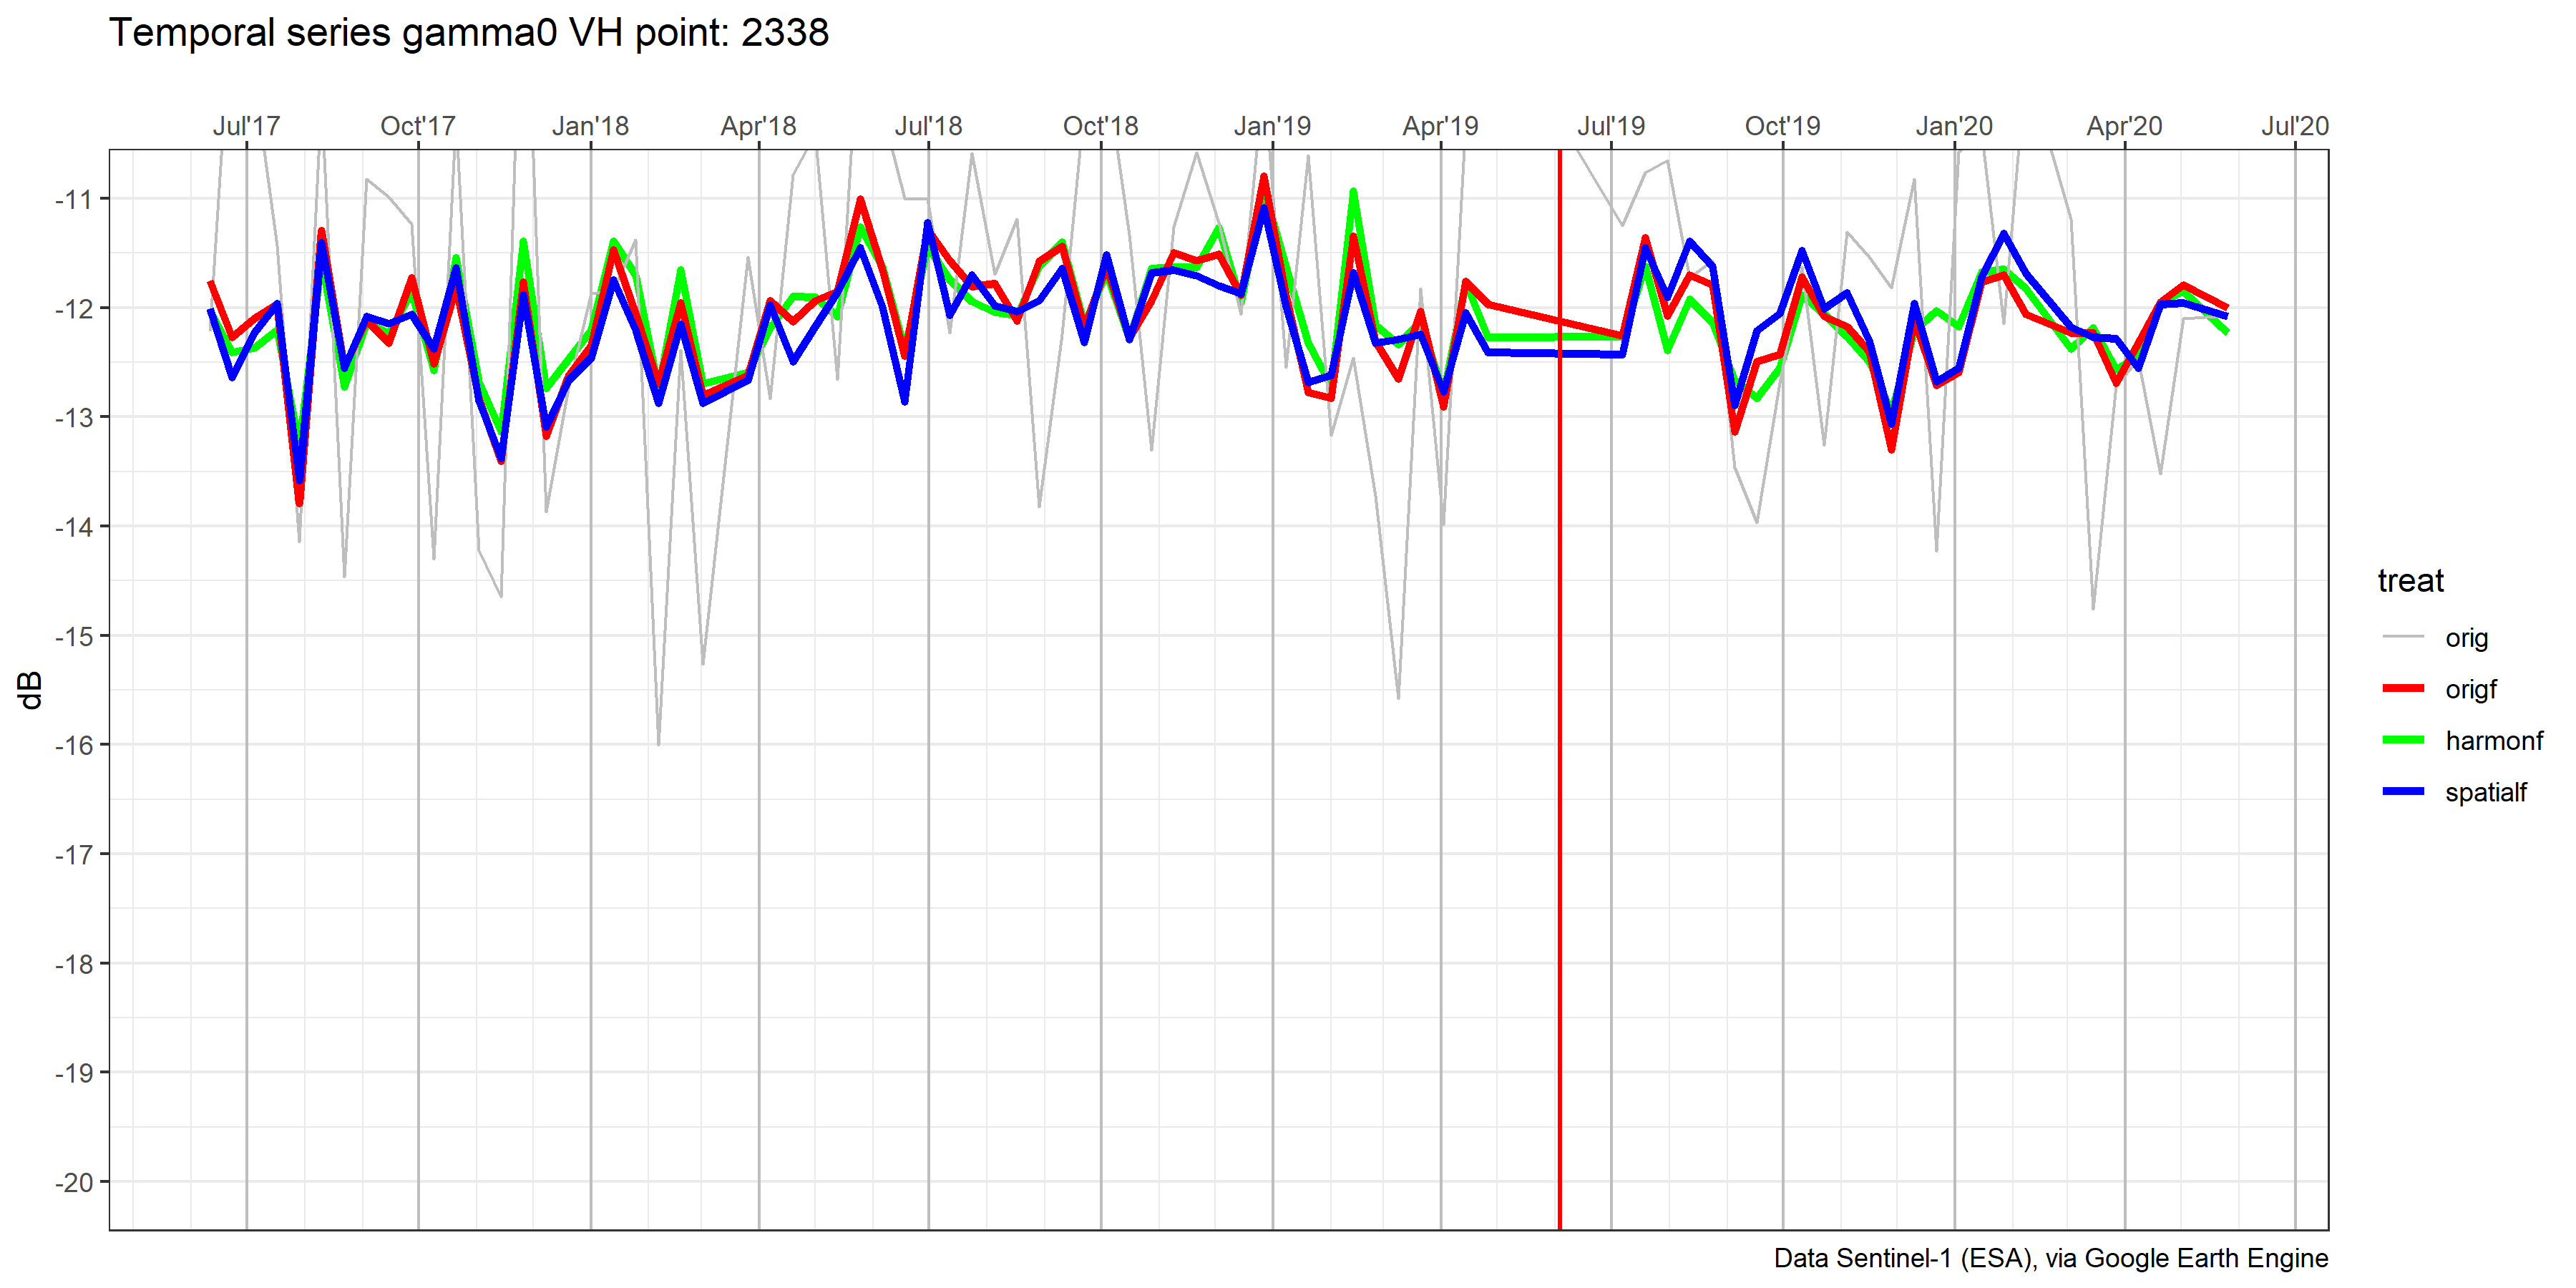 Temporal series gamma0 VH point: 2338
Jul'17 Oct'17 Jan'18 Apr'18 Jul'18 Oct'18 Jan'19 Apr'19 Jul'19 Oct'19 Jan'20 Apr'20 Jul'20
-11
-12
-13
-14
-15
-16
-17
-18
-19
-20
dB
treat
orig
origf
harmonf
spatialf
Data Sentinel-1 (ESA), via Google Earth Engine